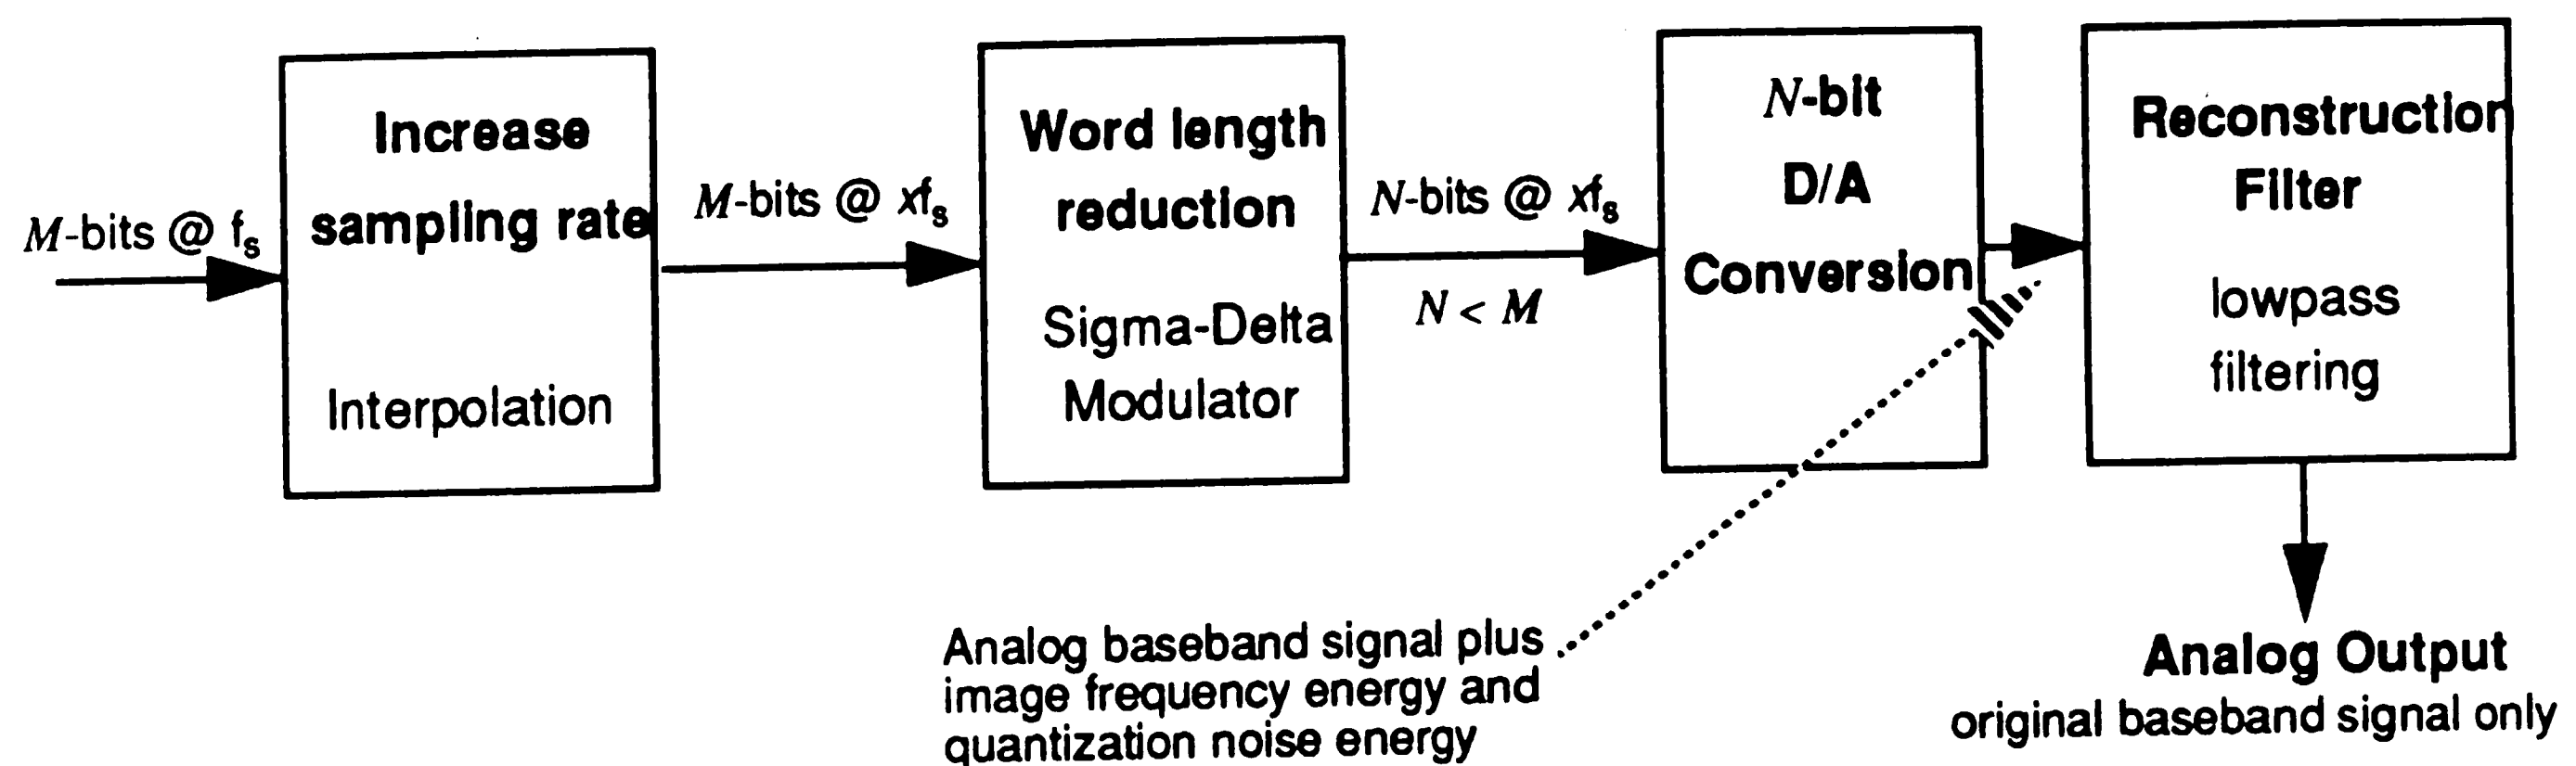 M-bits @ fs
Increase
sampling rate
Interpolation
M-bits @ xfs
Word length
reduction
Sigma-Delta
Modulator
N-bits @ xfs
N < M
N-bit
D/A
Conversion
Reconstruction
Filter
lowpass
filtering
Analog baseband signal plus
image frequency energy and
quantization noise energy
Analog Output
original baseband signal only